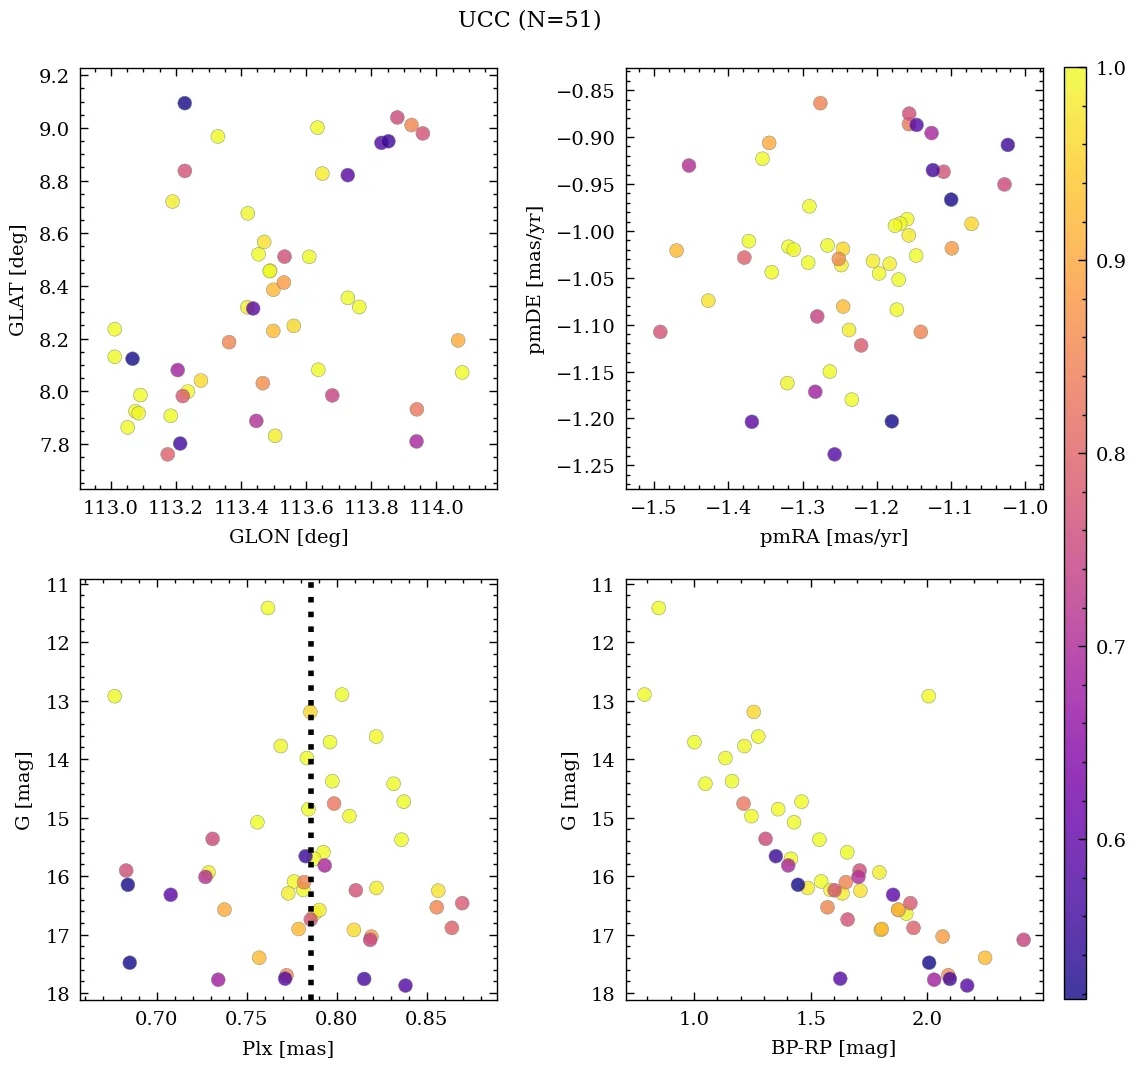 UCC (N=51)
9.2
9.0
8.8
8.6
8.4
8.2
8.0
7.8
GLAT [deg]
113.0 113.2 113.4 113.6 113.8 114.0
GLON [deg]
−0.85
−0.90
−0.95
−1.00
−1.05
−1.10
−1.15
−1.20
−1.25
pmDE [mas/yr]
−1.5 −1.4 −1.3 −1.2 −1.1 −1.0
pmRA [mas/yr]
11
12
13
14
15
16
17
18
G [mag]
0.70 0.75 0.80 0.85
Plx [mas]
11
12
13
14
15
16
17
18
G [mag]
1.0 1.5 2.0
BP-RP [mag]
1.0
0.9
0.8
0.7
0.6